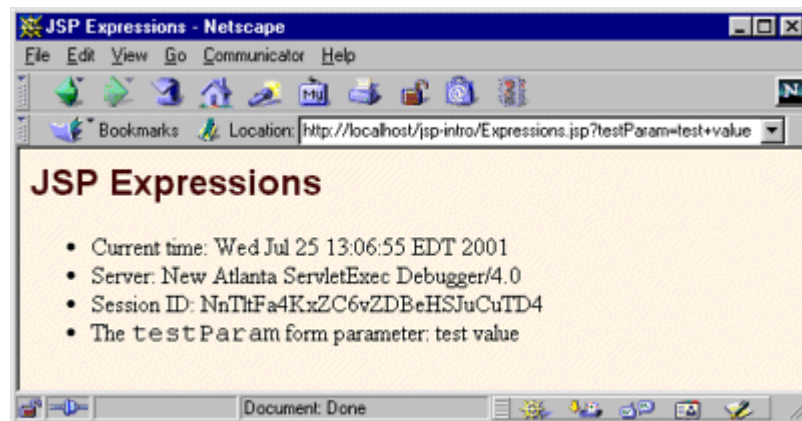 JSP Expressions - Netscape
File Edit View Go Communicator Help
Bookmarks Location: http://localhost/jsp-intro/Expressions.jsp?testParam=test+value
JSP Expressions
• Current time: Wed Jul 25 13:06:55 EDT 2001
• Server: New Atlanta ServletExec Debugger/4.0
• Session ID: NnTltFa4KxZC6vZDBeHSJuCuTD4
• The testParam form parameter: test value
Document: Done